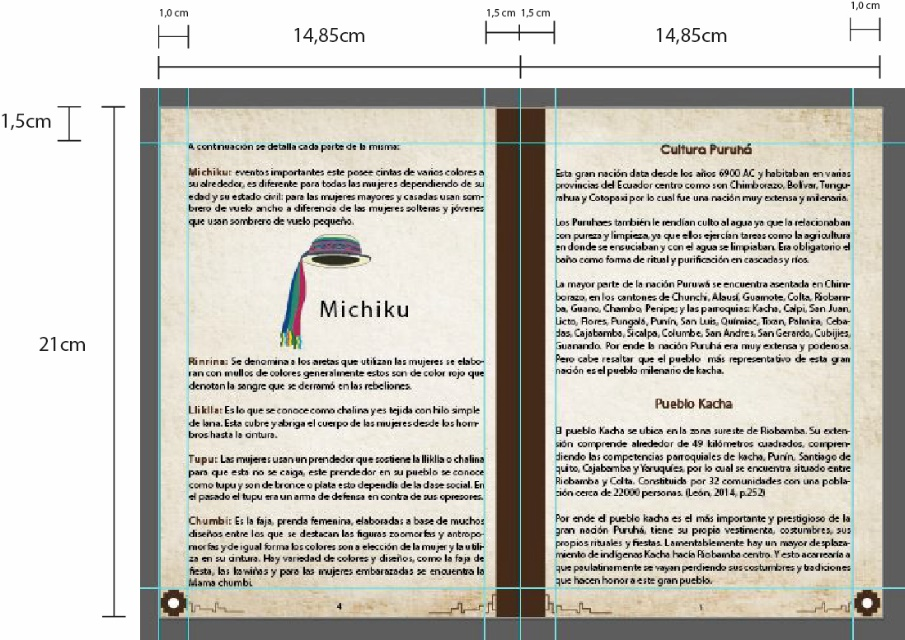 1,0 cm
14,85cm
1,5 cm 1,5 cm
14,85cm
1,0 cm
1,5cm
21cm
A continuación se detalla cada parte de la misma:
Michiku: eventos importantes este posee cintas de varios colores a
su alrededor, es diferente para todas las mujeres dependiendo de su
edad y su estado civil: para las mujeres mayores y casadas usan som-
brero de vuelo ancho a diferencia de las mujeres solteras y jóvenes
que usan sombrero de vuelo pequeño.
Michiku
Rinrina: Se denomina a los aretas que utilizan las mujeres se elabo-
ran con mullos de colores generalmente estos son de color rojo que
denotan la sangre que se derramó en las rebeliones.
Lliklla: Es lo que se conoce como chalina y es tejida con hilo simple
de lana. Esta cubre y abriga el cuerpo de las mujeres desde los hom-
bros hasta la cintura.
Tupu: Las mujeres usan un prendedor que sostiene la lliklla o chalina
para que esta no se caiga, este prendedor en su pueblo se conoce
como tupu y son de bronce o plata esto dependía de la clase social. En
el pasado el tupu era un arma de defensa en contra de sus opresores.
Chumbi: Es la faja, prenda femenina, elaboradas a base de muchos
diseños entre los que se destacan las figuras zoomorfas y antropo-
morfas y de igual forma los colores son a elección de la mujer y la utili-
za en su cintura. Hay variedad de colores y diseños, como la faja de
fiesta, las kawiñas y para las mujeres embarazadas se encuentra la
Mama chumbi.
4
Cultura Puruhá
Esta gran nación data desde los años 6900 AC y habitaban en varias
provincias del Ecuador centro como son Chimborazo, Bolívar, Tungu-
rahua y Cotopaxi por lo cual fue una nación muy extensa y milenaria.
Los Puruhaes también le rendían culto al agua ya que la relacionaban
con pureza y limpieza, ya que ellos ejercían tareas como la agricultura
en donde se ensuciaban y con el agua se limpiaban. Era obligatorio el
baño como forma de ritual y purificación en cascadas y ríos.
La mayor parte de la nación Puruwá se encuentra asentada en Chim-
borazo, en los cantones de Chunchi, Alausí, Guamote, Colta, Riobam-
ba, Guano, Chambo, Penipe; y las parroquias: Kacha, Calpi, San Juan,
Licto, Flores, Pungalá, Punín, San Luis, Químiac, Tixan, Palmira, Ceba-
das, Cajabamba, Sicalpa, Columbe, San Andres, San Gerardo, Cubijíes,
Guanando. Por ende la nación Puruhá era muy extensa y poderosa.
Pero cabe resaltar que el pueblo más representativo de esta gran
nación es el pueblo milenario de kacha.
Pueblo Kacha
El pueblo Kacha se ubica en la zona sureste de Riobamba. Su exten-
sión comprende alrededor de 49 kilómetros cuadrados, compren-
diendo las competencias parroquiales de kacha, Punín, Santiago de
quito, Cajabamba y Yaruquíes, por lo cual se encuentra situado entre
Riobamba y Colta. Constituida por 32 comunidades con una pobla-
ción cerca de 22000 personas. (León, 2014, p.252)
Por ende el pueblo kacha es el más importante y prestigioso de la
gran nación Puruhá, tiene su propia vestimenta, costumbres, sus
propios rituales y fiestas. Lamentablemente hay un mayor desplaza-
miento de indígenas Kacha hacia Riobamba centro. Y esto acarrearía a
que paulatinamente se vayan perdiendo sus costumbres y tradiciones
que hacen honor a este gran pueblo.